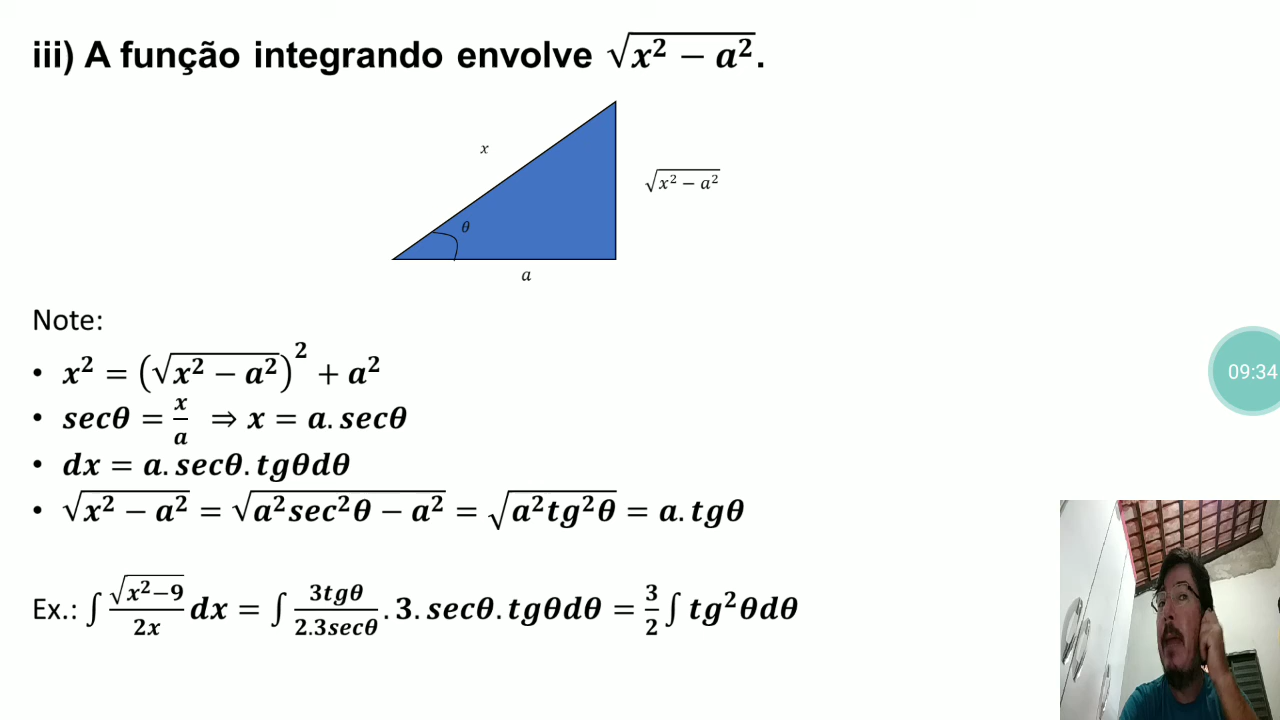 iii) A função integrando envolve √(x² − a²).
x
√(x² − a²)
θ
a
Note:
• x² = (√(x² − a²))² + a²
• secθ = x/a ⇒ x = a. secθ
09:34
• dx = a. secθ. tgθdθ
• √(x² − a²) = √(a²sec²θ − a²) = √(a²tg²θ) = a. tgθ
Ex.: ∫ √(x²−9)/2x dx = ∫ 3tgθ/2.3secθ . 3. secθ. tgθdθ = 3/2 ∫ tg²θdθ